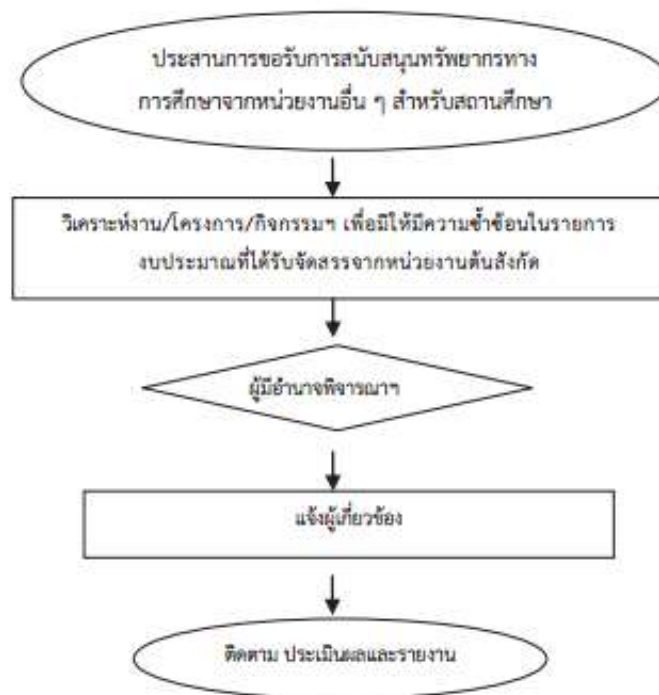 ประสานการขอรับการสนับสนุนทรัพยากรทาง
การศึกษาจากหน่วยงานอื่น ๆ สำหรับสถานศึกษา
วิเคราะห์งาน/โครงการ/กิจกรรมฯ เพื่อมิให้มีความซ้ำซ้อนในรายการ
งบประมาณที่ได้รับจัดสรรจากหน่วยงานต้นสังกัด
ผู้มีอำนาจพิจารณาฯ
แจ้งผู้เกี่ยวข้อง
ติดตาม ประเมินผลและรายงาน